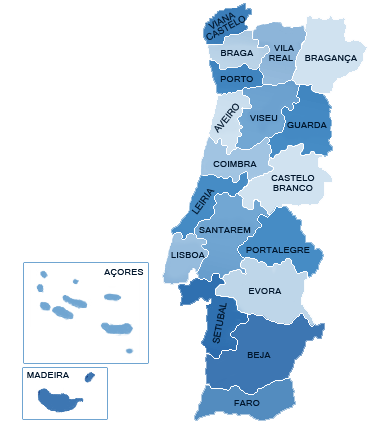 VIANA
CASTELO
BRAGA
VILA
REAL
BRAGANÇA
PORTO
AVEIRO
VISEU
GUARDA
COIMBRA
CASTELO
BRANCO
LEIRIA
SANTAREM
LISBOA
PORTALEGRE
AÇORES
EVORA
SETUBAL
BEJA
MADEIRA
FARO